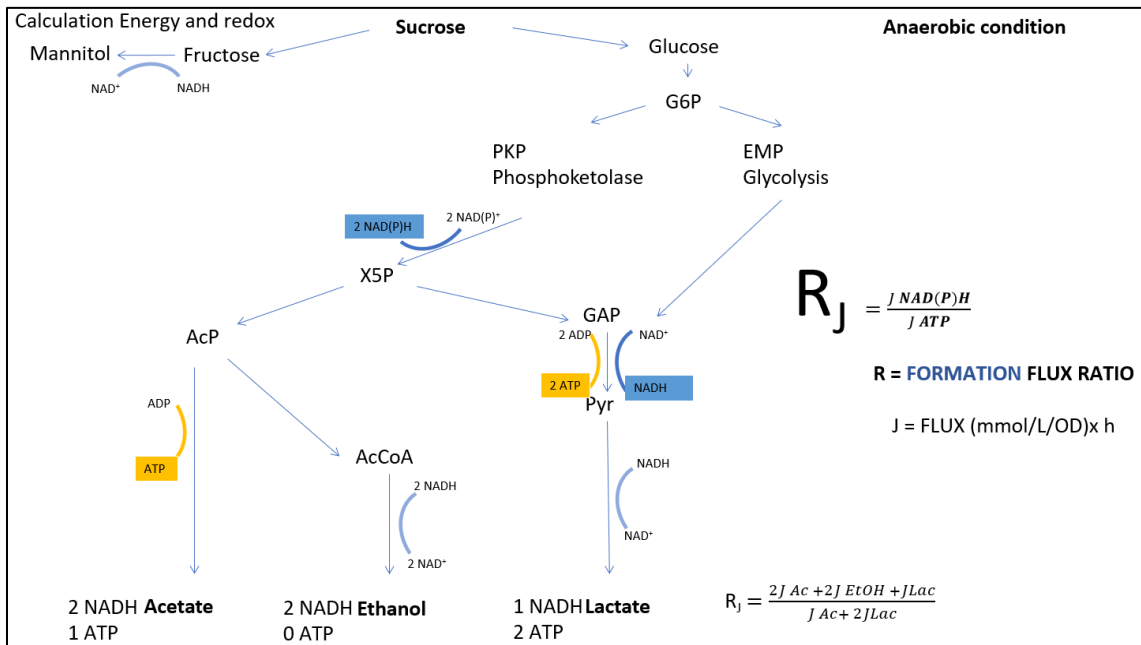 Calculation Energy and redox
Sucrose
Anaerobic condition
Mannitol
Fructose
Glucose
NAD⁺
NADH
G6P
PKP
Phosphoketolase
EMP
Glycolysis
2 NAD(P)H
2 NAD(P)⁺
X5P
GAP
AcP
2 ADP
NAD⁺
2 ATP
NADH
Pyr
R_J = J NAD(P)H / J ATP
R = FORMATION FLUX RATIO
J = FLUX (mmol/L/OD)x h
ADP
ATP
AcCoA
2 NADH
2 NAD⁺
NADH
NAD⁺
2 NADH Acetate
1 ATP
2 NADH Ethanol
0 ATP
1 NADH Lactate
2 ATP
R_J = 2J Ac +2J EtOH +JLac / J Ac+ 2JLac